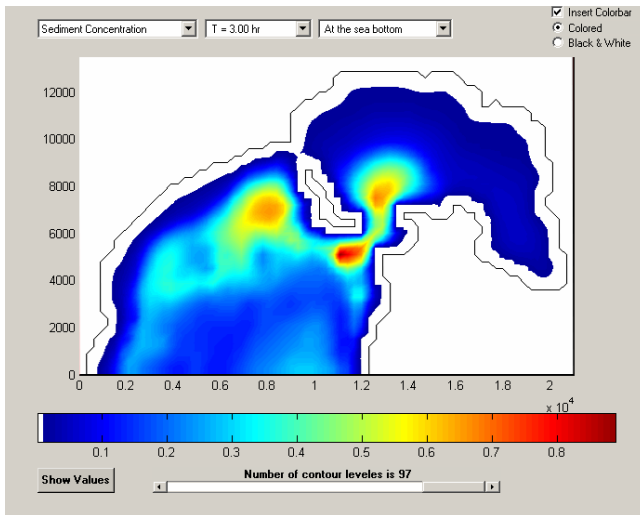 Insert Colorbar
Sediment Concentration T = 3.00 hr At the sea bottom Colored
Black & White
12000
10000
8000
6000
4000
2000
0
0 0.2 0.4 0.6 0.8 1 1.2 1.4 1.6 1.8 2
x 10^4
0.1 0.2 0.3 0.4 0.5 0.6 0.7 0.8
Show Values Number of contour leveles is 97